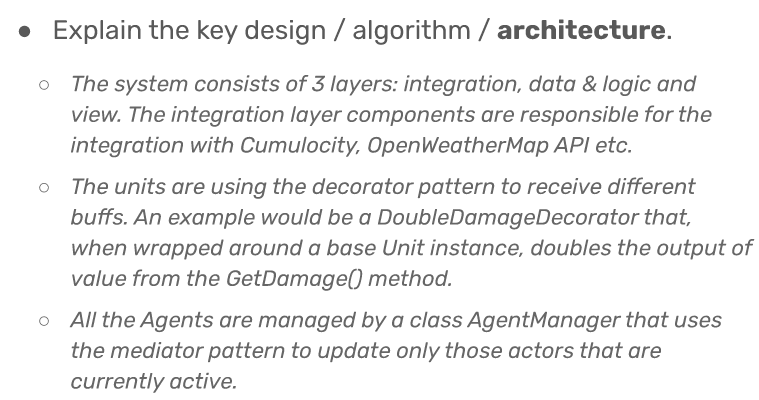 ● Explain the key design / algorithm / architecture.
○ The system consists of 3 layers: integration, data & logic and
view. The integration layer components are responsible for the
integration with Cumulocity, OpenWeatherMap API etc.
○ The units are using the decorator pattern to receive different
buffs. An example would be a DoubleDamageDecorator that,
when wrapped around a base Unit instance, doubles the output of
value from the GetDamage() method.
○ All the Agents are managed by a class AgentManager that uses
the mediator pattern to update only those actors that are
currently active.